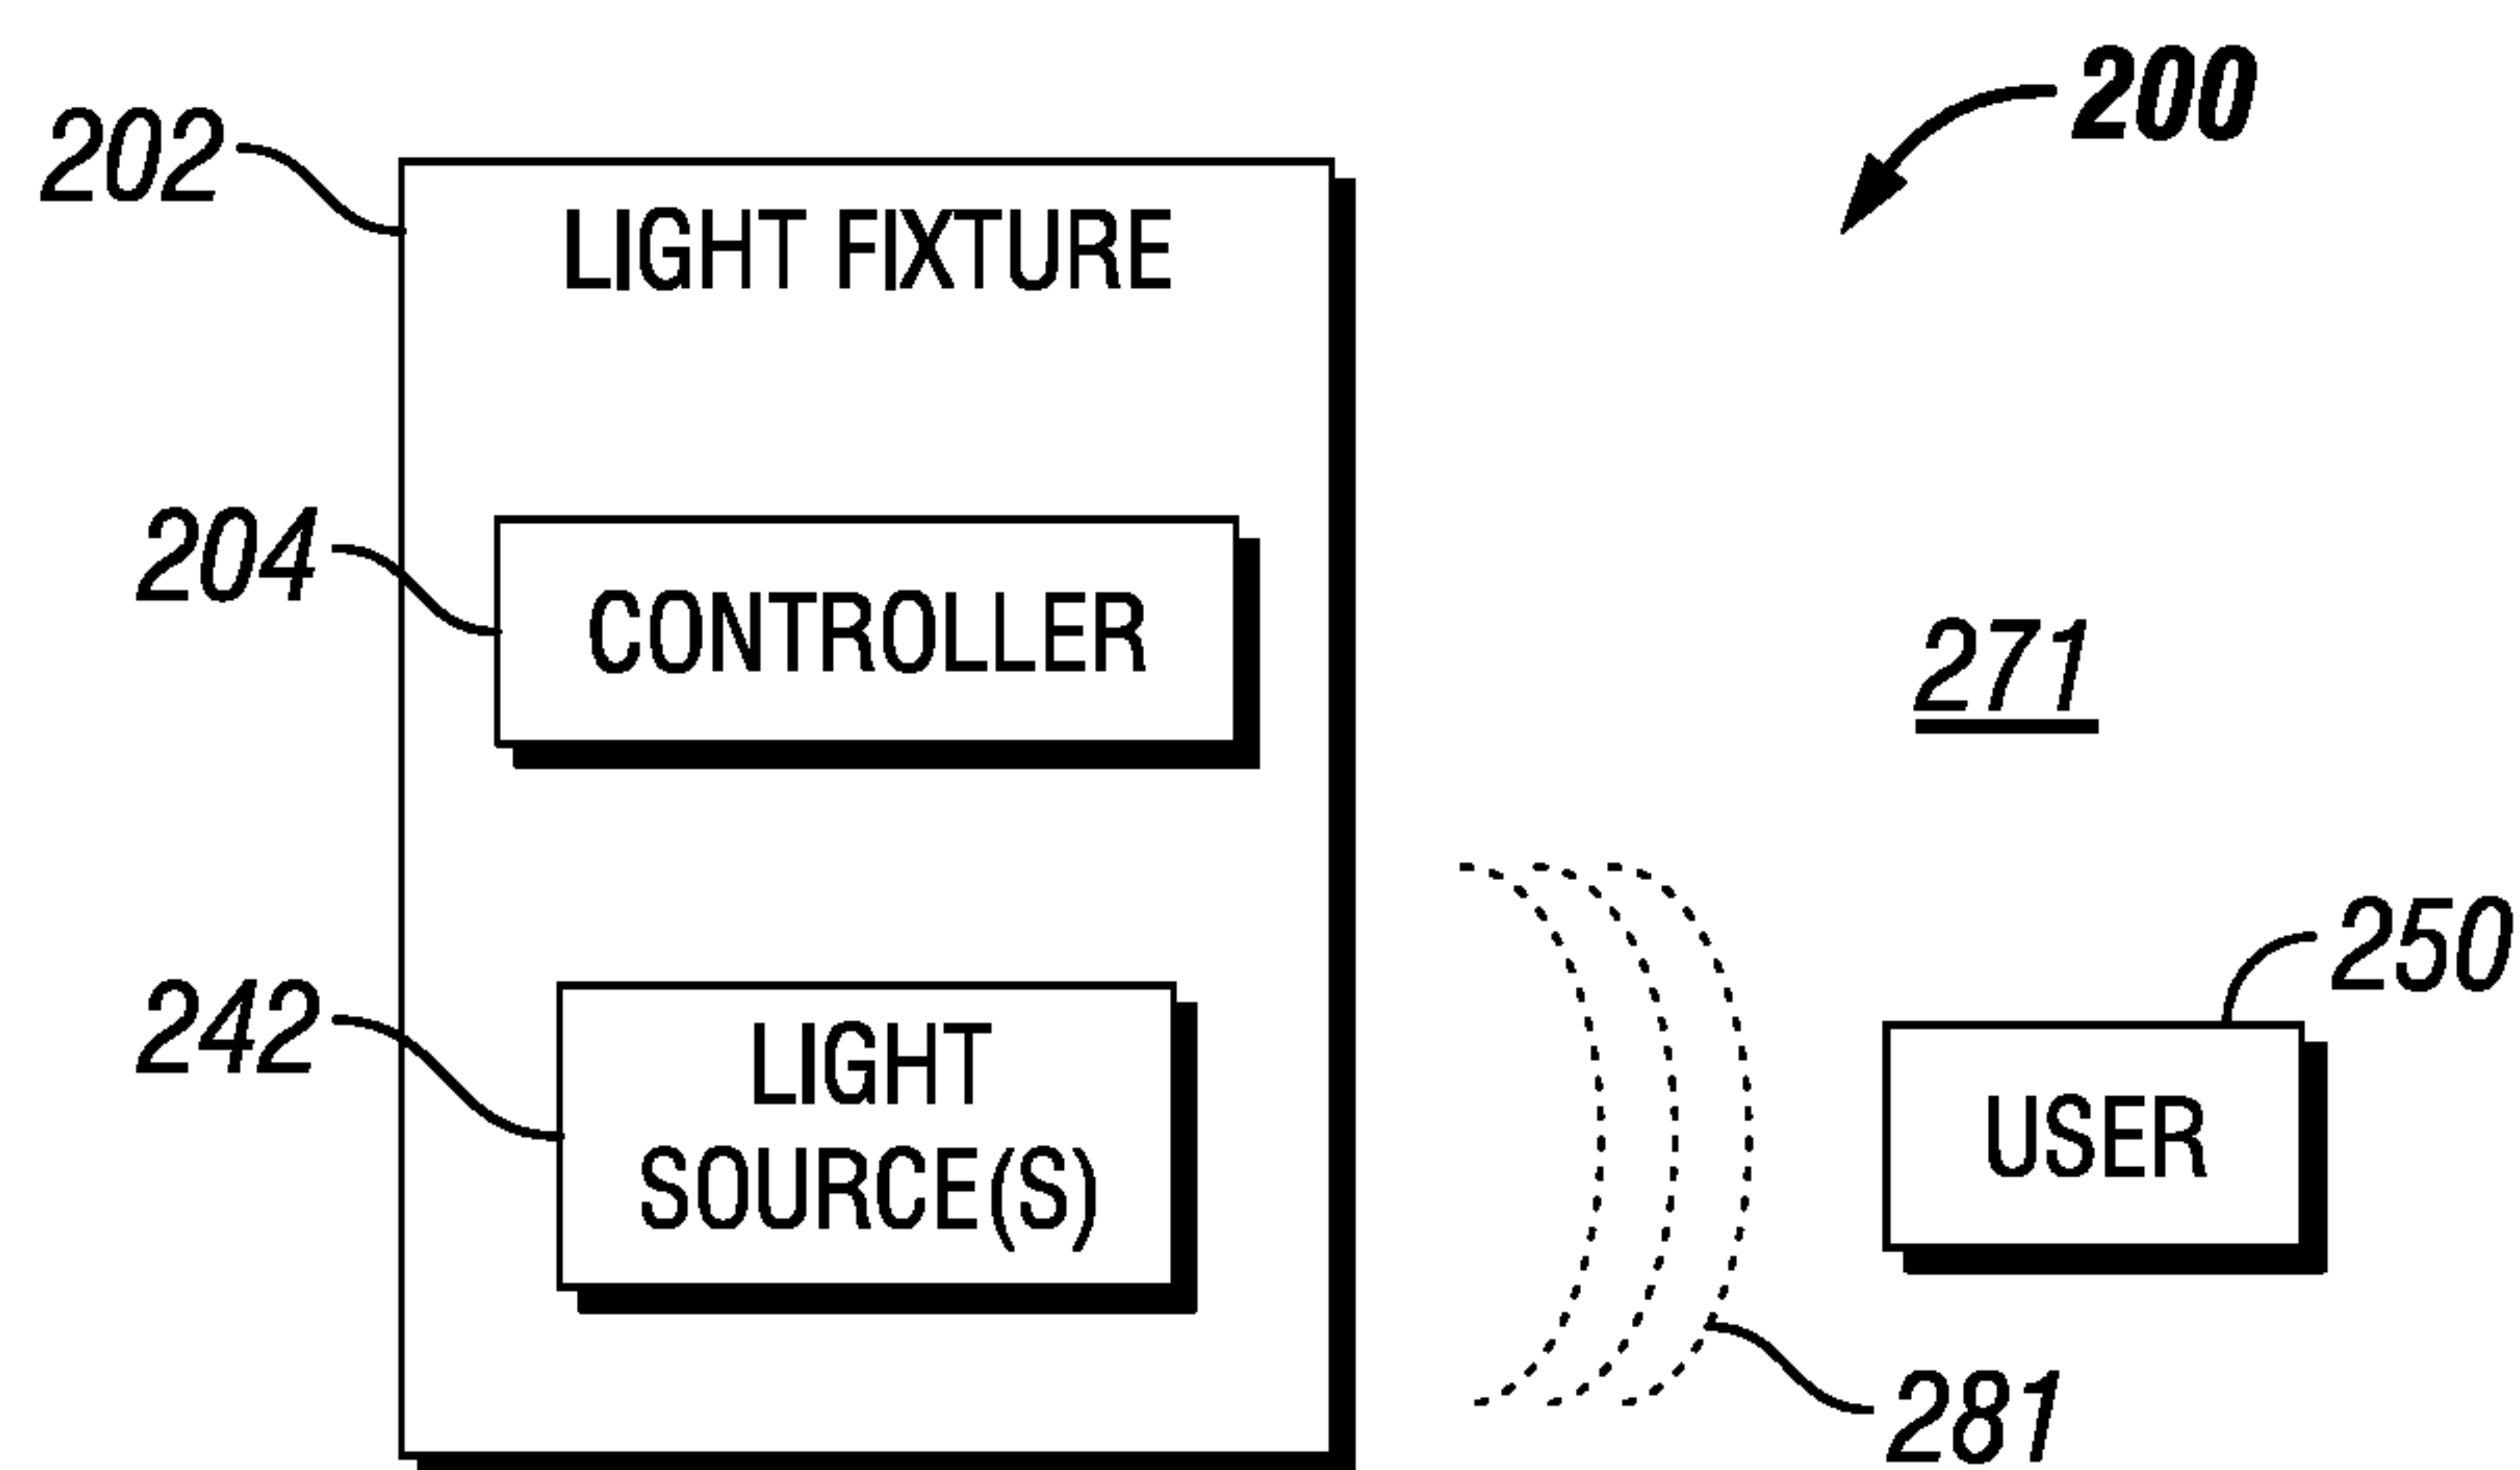 200
202
LIGHT FIXTURE
204
CONTROLLER
271
250
242
LIGHT
SOURCE(S)
USER
281